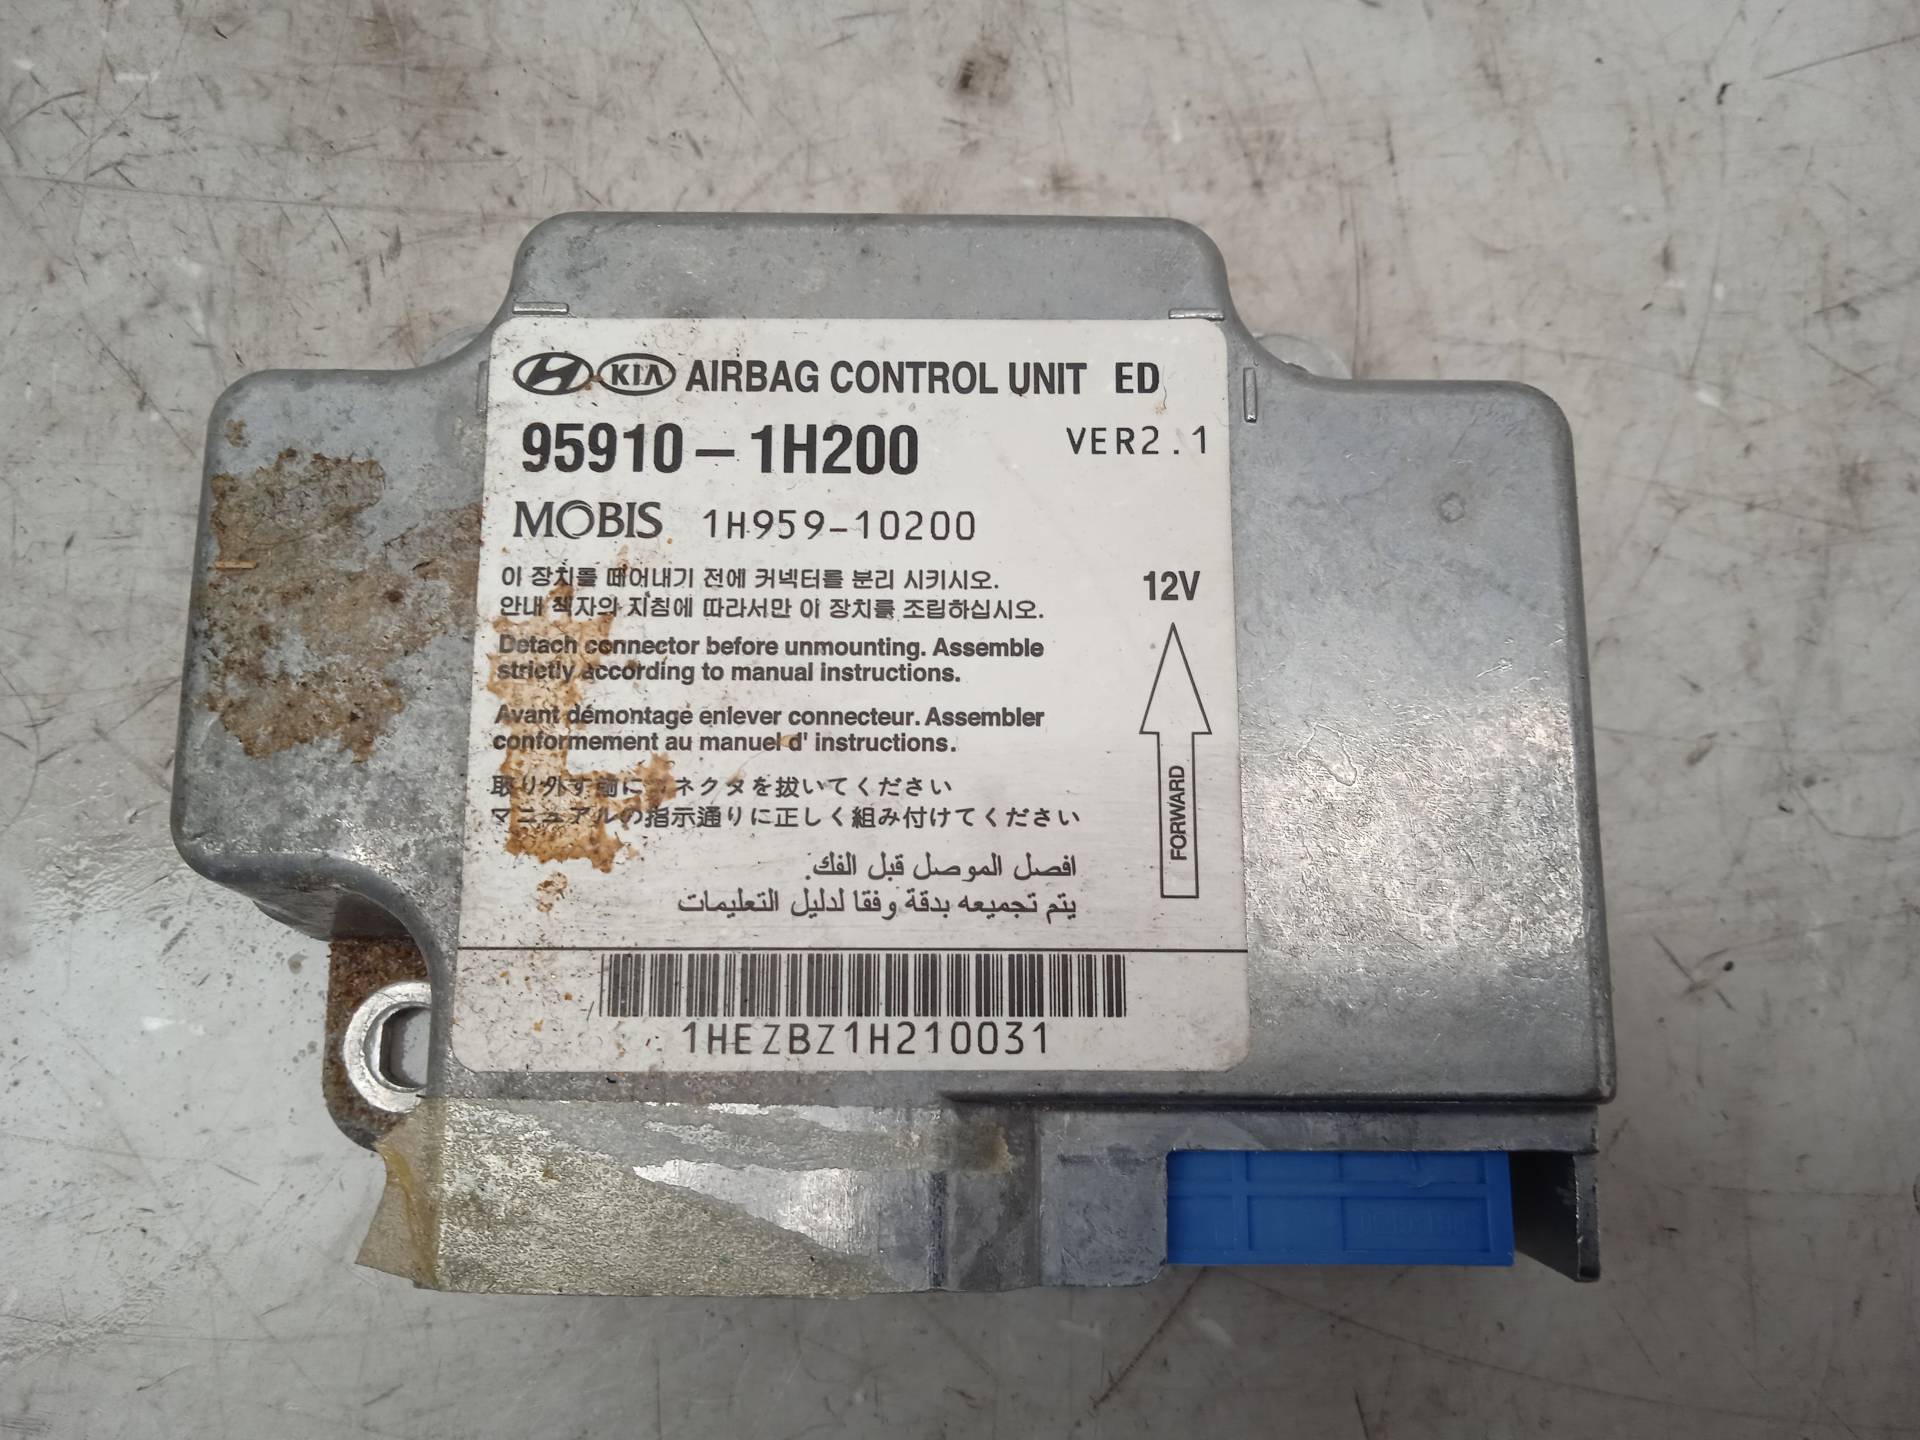 KIA AIRBAG CONTROL UNIT ED
95910-1H200 VER2.1
MOBIS 1H959-10200
이 장치를 떼어내기 전에 커넥터를 분리 시키시오.
안내 책자의 지침에 따라서만 이 장치를 조립하십시오.
12V
Detach connector before unmounting. Assemble
strictly according to manual instructions.
Avant démontage enlever connecteur. Assembler
conformement au manuel d' instructions.
取り外す前にコネクタを抜いてください
マニュアルの指示通りに正しく組み付けてください
FORWARD
افصل الموصل قبل الفك.
يتم تجميعه بدقة وفقا لدليل التعليمات
1HEZBZ1H210031